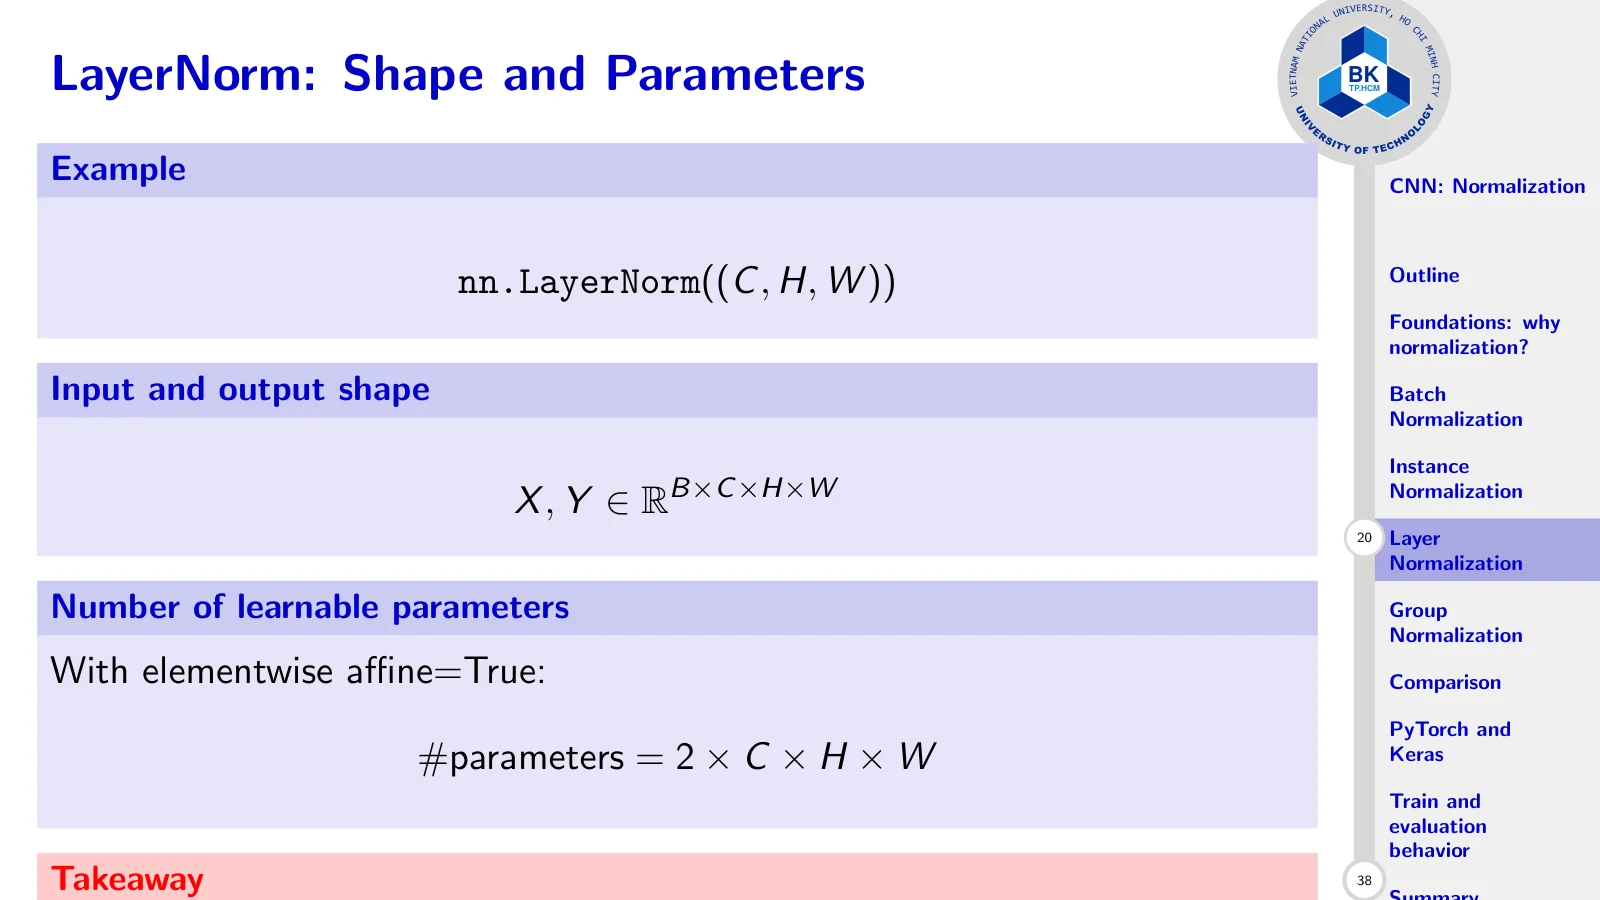 LayerNorm: Shape and Parameters
VIETNAM NATIONAL UNIVERSITY, HO CHI MINH CITY
BK
TP.HCM
UNIVERSITY OF TECHNOLOGY
Example
nn.LayerNorm((C, H, W))
Input and output shape
X, Y ∈ ℝ^{B×C×H×W}
Number of learnable parameters
With elementwise affine=True:
#parameters = 2 × C × H × W
Takeaway
CNN: Normalization
Outline
Foundations: why
normalization?
Batch
Normalization
Instance
Normalization
20
Layer
Normalization
Group
Normalization
Comparison
PyTorch and
Keras
Train and
evaluation
behavior
38
Summary